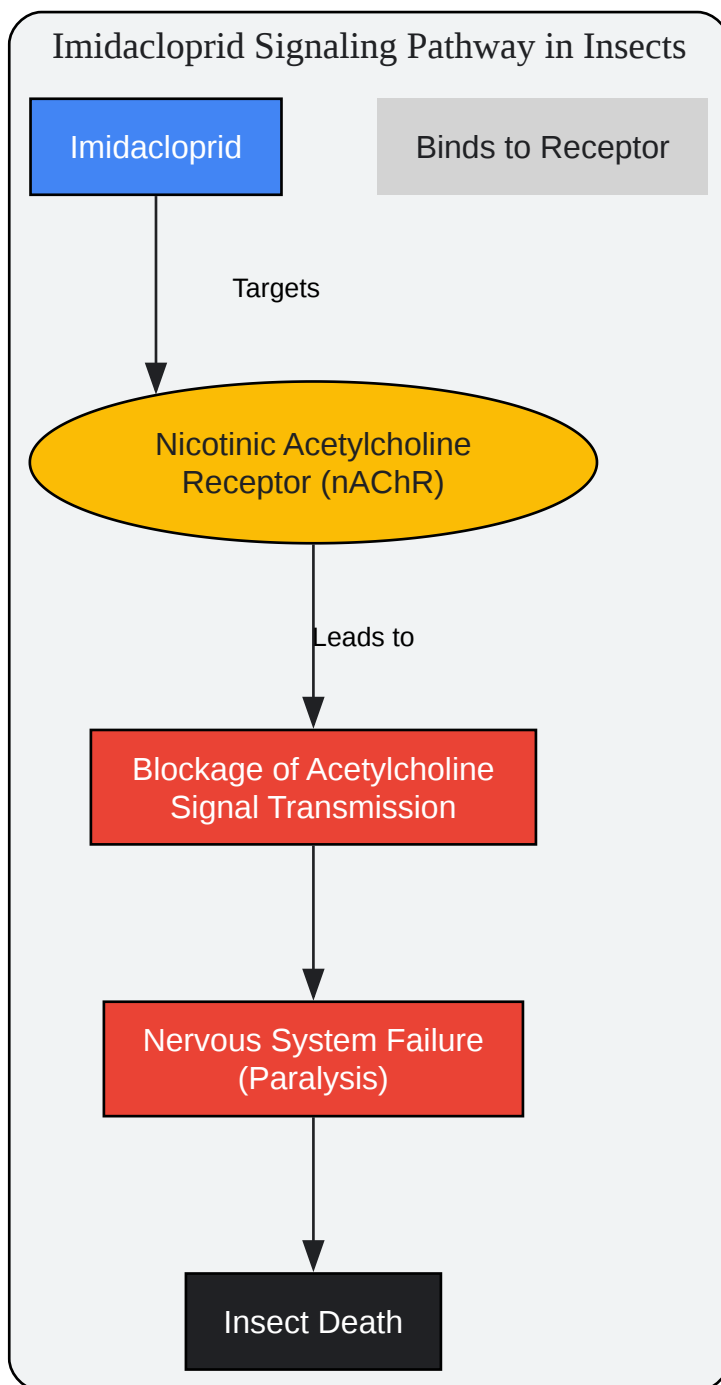 Imidacloprid Signaling Pathway in Insects
Imidacloprid
Binds to Receptor
Targets
Nicotinic Acetylcholine
Receptor (nAChR)
Leads to
Blockage of Acetylcholine
Signal Transmission
Nervous System Failure
(Paralysis)
Insect Death